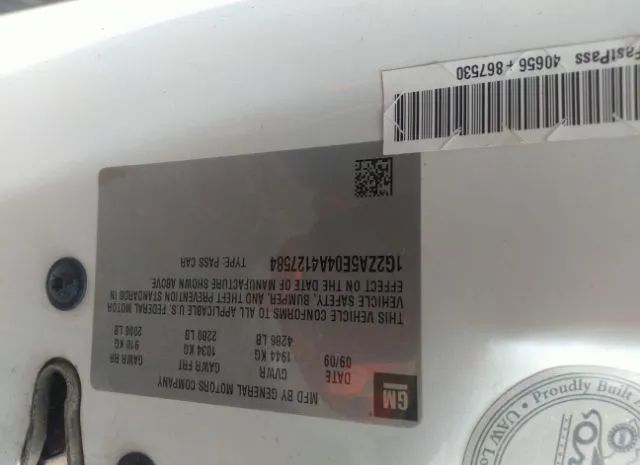 GM
MFD BY GENERAL MOTORS COMPANY
DATE GVWR GAWR FRT GAWR RR
09/09 1944 KG 1034 KG 910 KG
4286 LB 2280 LB 2006 LB
THIS VEHICLE CONFORMS TO ALL APPLICABLE U.S. FEDERAL MOTOR
VEHICLE SAFETY, BUMPER, AND THEFT PREVENTION STANDARDS IN
EFFECT ON THE DATE OF MANUFACTURE SHOWN ABOVE.
1G2ZA5E04A4127584 TYPE: PASS CAR
FastPass
40656 + 867530
Proudly Built
UAW